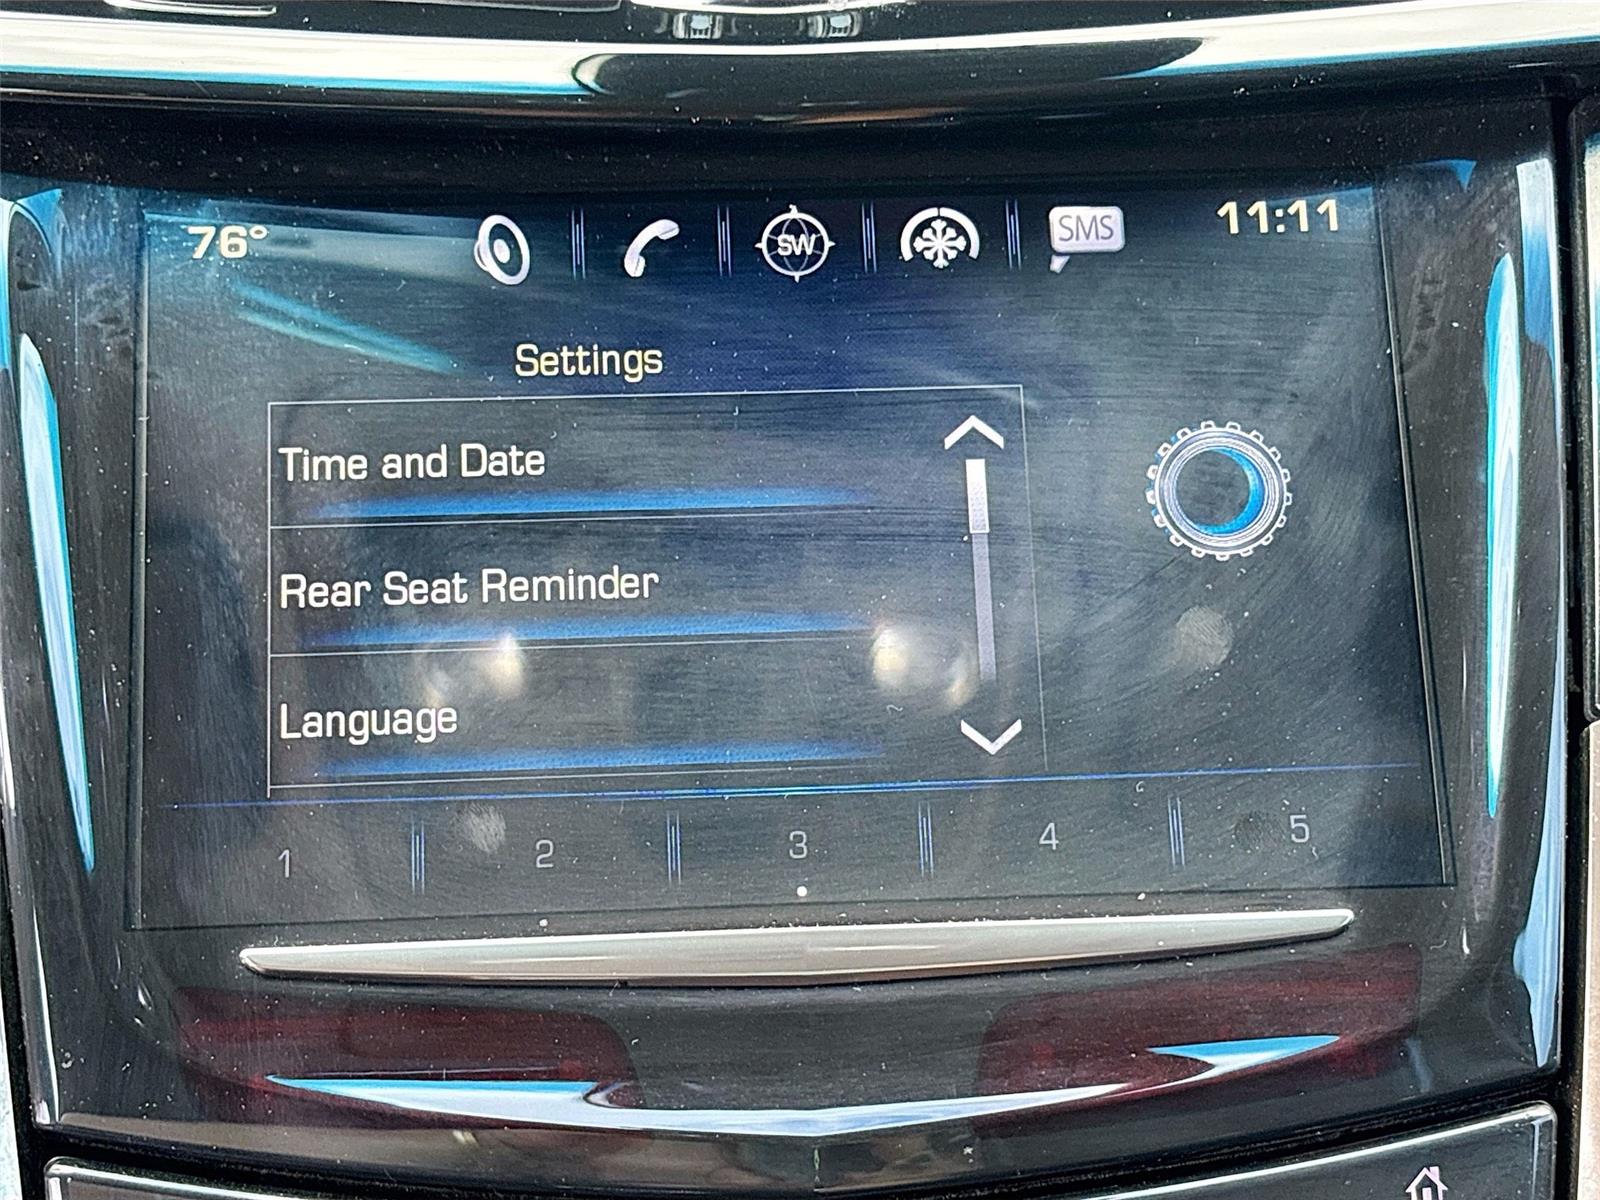 76° SW SMS 11:11
Settings
Time and Date
Rear Seat Reminder
Language
1 2 3 4 5